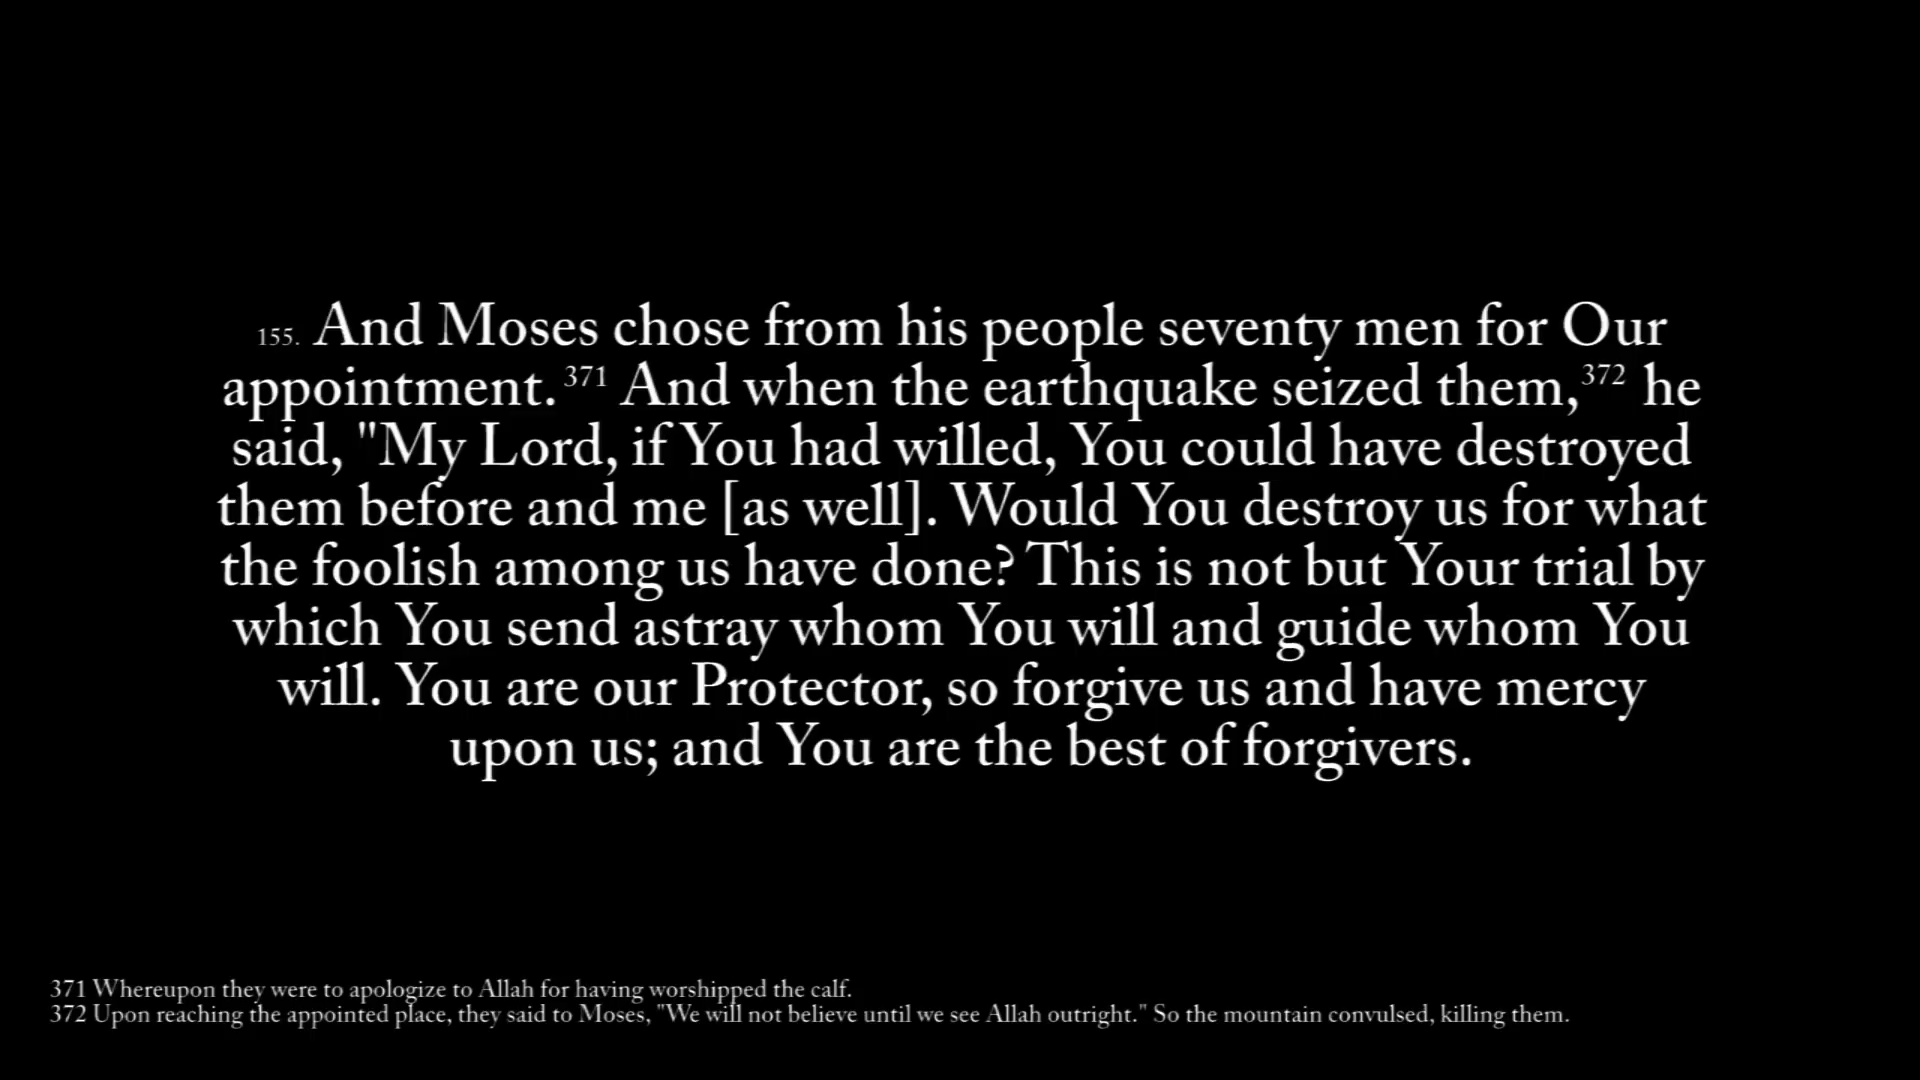 155. And Moses chose from his people seventy men for Our
appointment.371 And when the earthquake seized them,372 he
said, "My Lord, if You had willed, You could have destroyed
them before and me [as well]. Would You destroy us for what
the foolish among us have done? This is not but Your trial by
which You send astray whom You will and guide whom You
will. You are our Protector, so forgive us and have mercy
upon us; and You are the best of forgivers.
371 Whereupon they were to apologize to Allah for having worshipped the calf.
372 Upon reaching the appointed place, they said to Moses, "We will not believe until we see Allah outright." So the mountain convulsed, killing them.